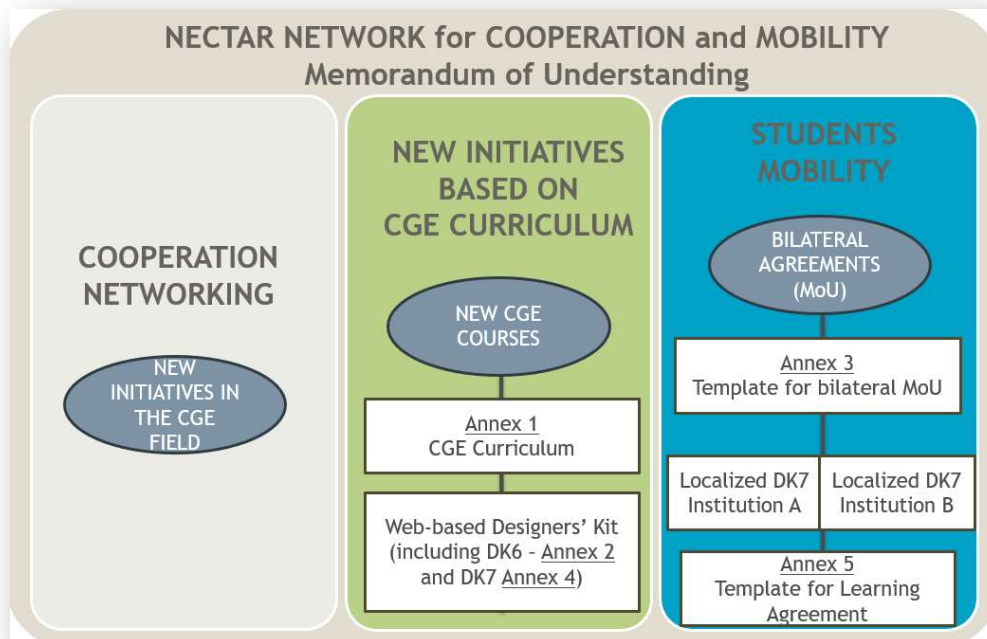 NECTAR NETWORK for COOPERATION and MOBILITY
Memorandum of Understanding
COOPERATION
NETWORKING
NEW
INITIATIVES IN
THE CGE
FIELD
NEW INITIATIVES
BASED ON
CGE CURRICULUM
NEW CGE
COURSES
Annex 1
CGE Curriculum
Web-based Designers' Kit
(including DK6 - Annex 2
and DK7 Annex 4)
STUDENTS
MOBILITY
BILATERAL
AGREEMENTS
(MoU)
Annex 3
Template for bilateral MoU
Localized DK7
Institution A
Localized DK7
Institution B
Annex 5
Template for Learning
Agreement